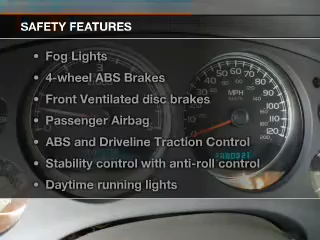 SAFETY FEATURES
• Fog Lights
• 4-wheel ABS Brakes
• Front Ventilated disc brakes
• Passenger Airbag
• ABS and Driveline Traction Control
• Stability control with anti-roll control
• Daytime running lights
MPH